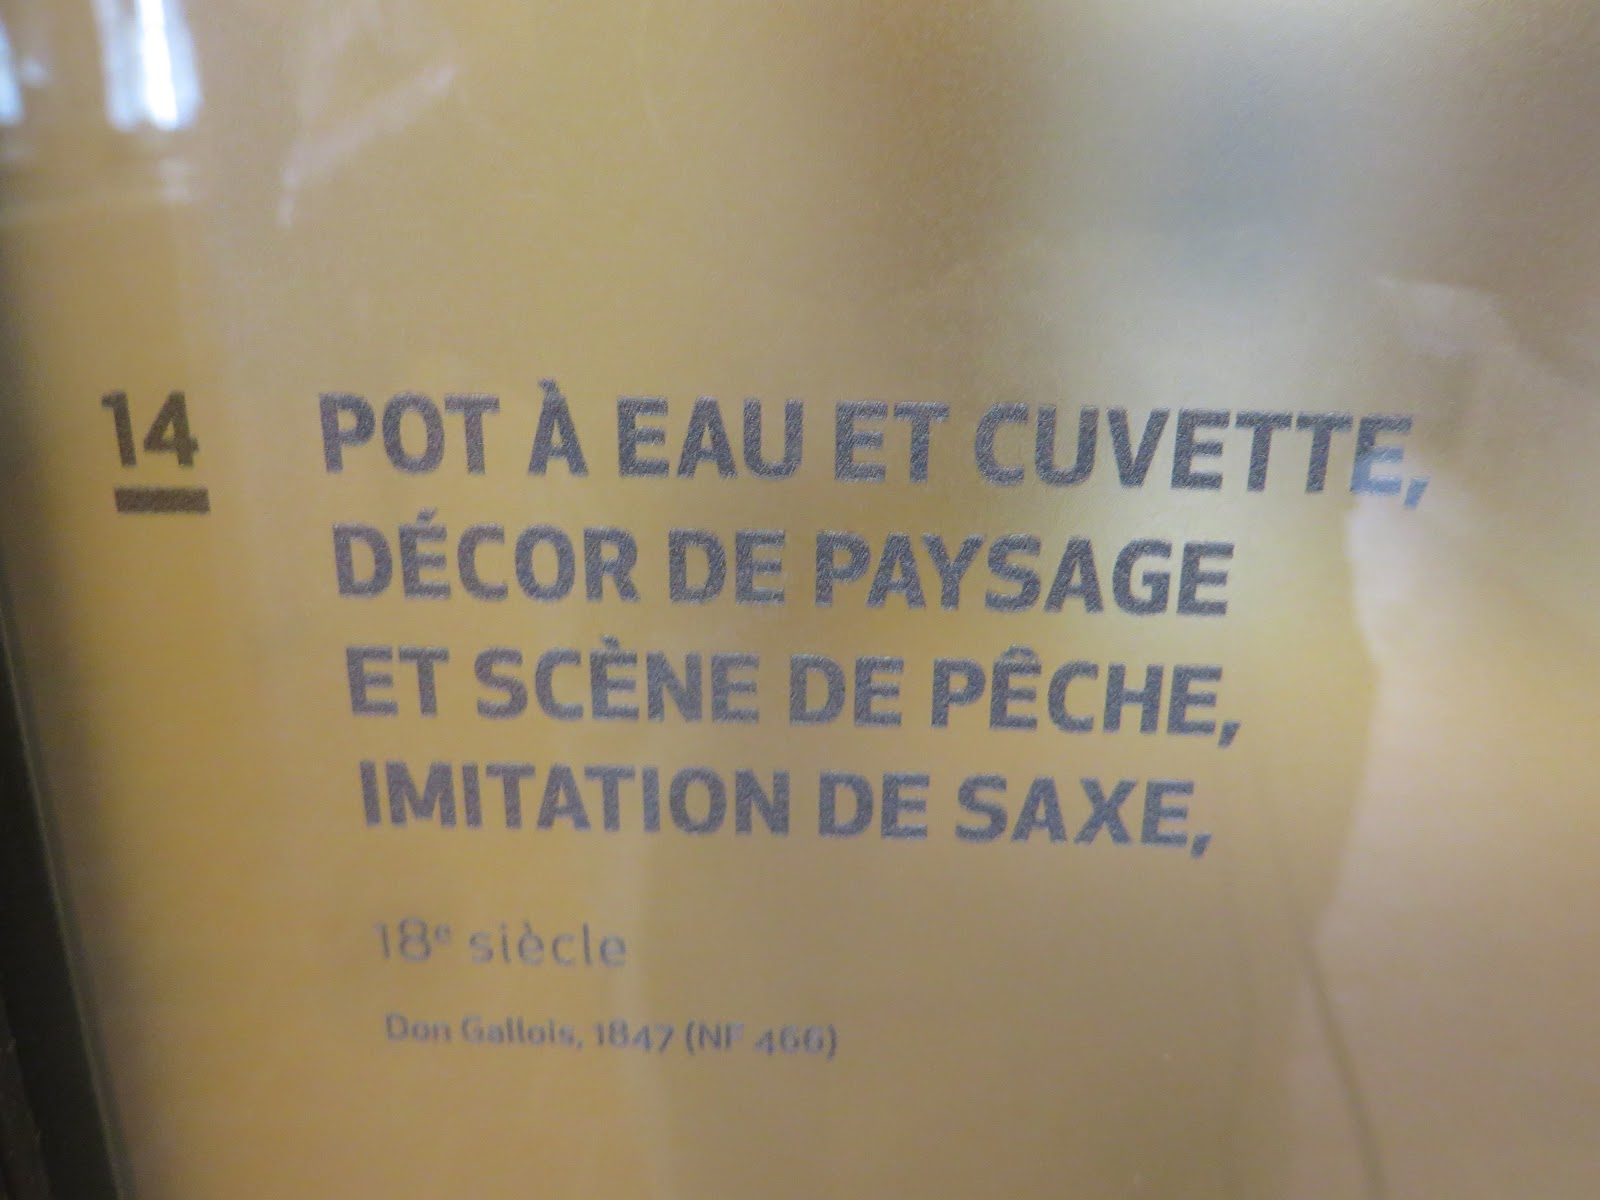 14
POT À EAU ET CUVETTE,
DÉCOR DE PAYSAGE
ET SCÈNE DE PÊCHE,
IMITATION DE SAXE,
18e siècle
Don Gallois, 1847 (NF 466)